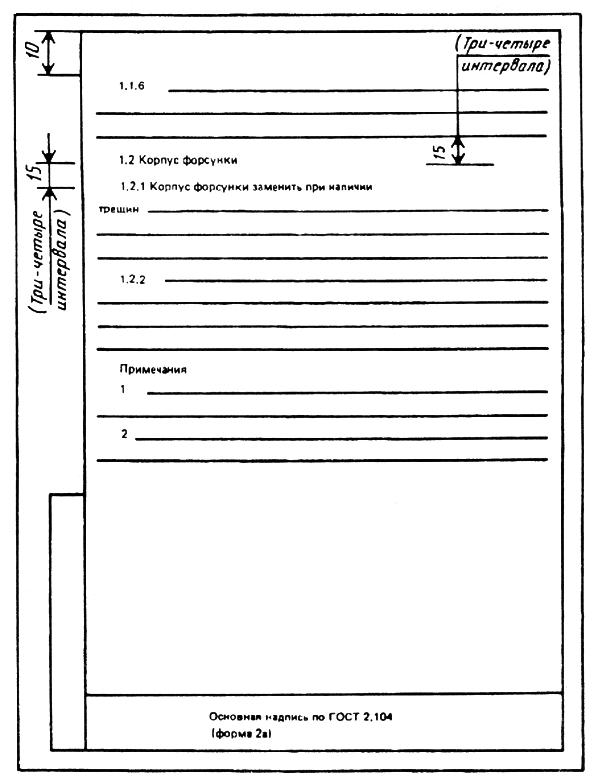 10
(Три-четыре
интервала)
1.1.6
15
15
1.2 Корпус форсунки
1.2.1 Корпус форсунки заменить при наличии
трещин
(Три-четыре
интервала)
1.2.2
Примечания
1
2
Основная надпись по ГОСТ 2.104
(форма 2а)